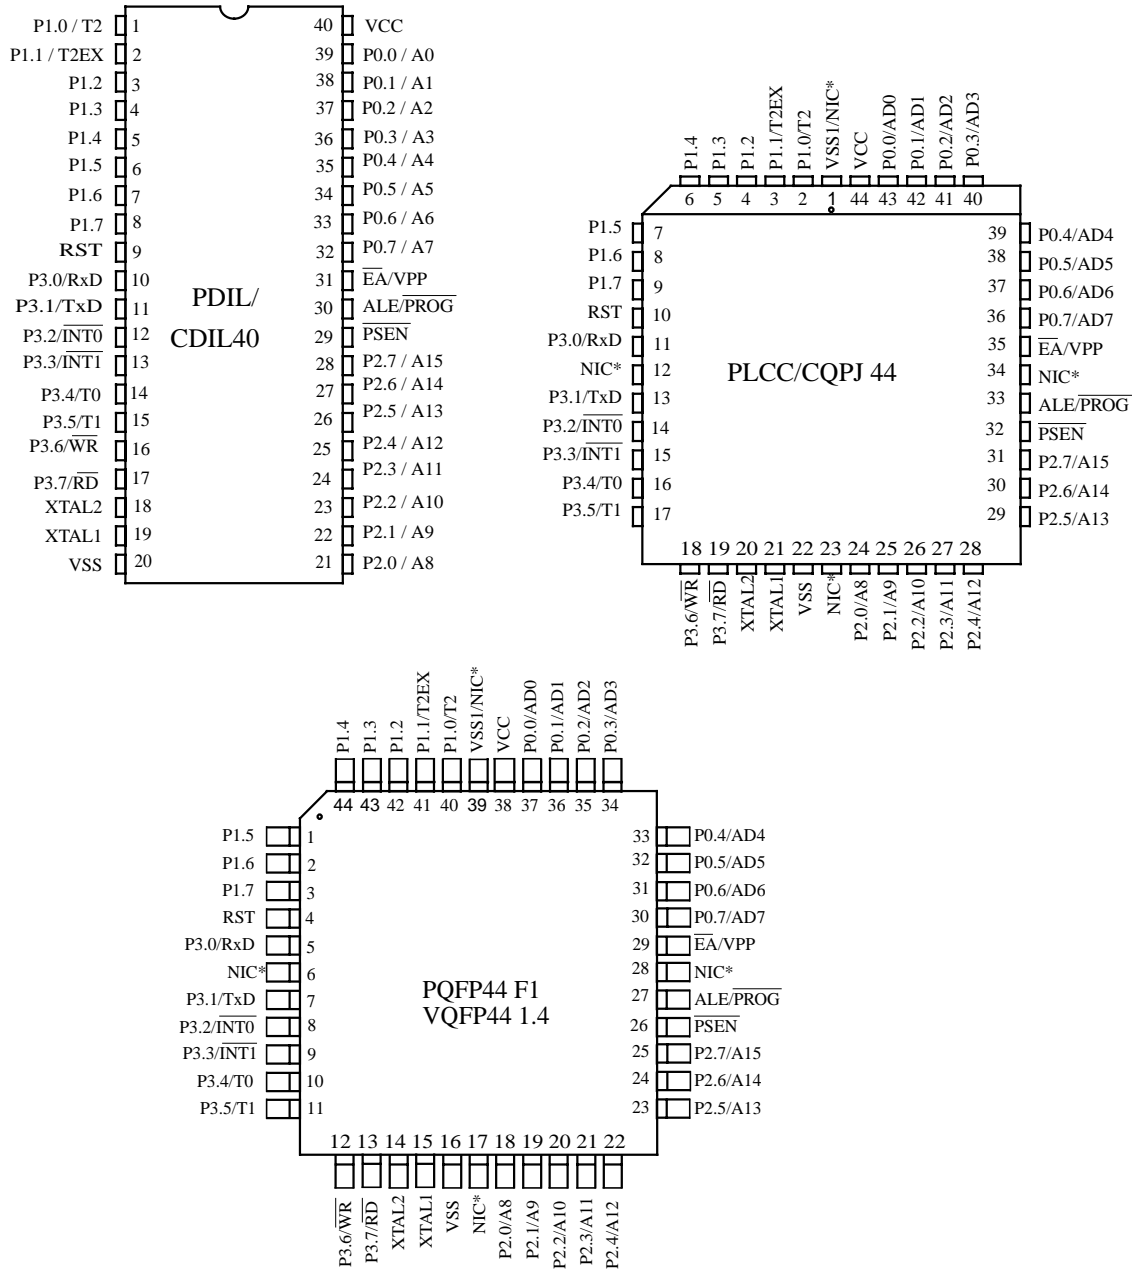 P1.0 / T2 1 40 VCC
P1.1 / T2EX 2 39 P0.0 / A0
P1.2 3 38 P0.1 / A1
P1.3 4 37 P0.2 / A2
P1.4 5 36 P0.3 / A3
P1.5 6 35 P0.4 / A4
P1.6 7 34 P0.5 / A5
P1.7 8 33 P0.6 / A6
RST 9 32 P0.7 / A7
P3.0/RxD 10 31 EA/VPP
P3.1/TxD 11 30 ALE/PROG
P3.2/INT0 12 29 PSEN
P3.3/INT1 13 28 P2.7 / A15
P3.4/T0 14 27 P2.6 / A14
P3.5/T1 15 26 P2.5 / A13
P3.6/WR 16 25 P2.4 / A12
P3.7/RD 17 24 P2.3 / A11
XTAL2 18 23 P2.2 / A10
XTAL1 19 22 P2.1 / A9
VSS 20 21 P2.0 / A8
PDIL/
CDIL40
P1.4 P1.3 P1.2 P1.1/T2EX P1.0/T2 VSS1/NIC* VCC P0.0/AD0 P0.1/AD1 P0.2/AD2 P0.3/AD3
6 5 4 3 2 1 44 43 42 41 40
P1.5 7 39 P0.4/AD4
P1.6 8 38 P0.5/AD5
P1.7 9 37 P0.6/AD6
RST 10 36 P0.7/AD7
P3.0/RxD 11 35 EA/VPP
NIC* 12 34 NIC*
P3.1/TxD 13 33 ALE/PROG
P3.2/INT0 14 32 PSEN
P3.3/INT1 15 31 P2.7/A15
P3.4/T0 16 30 P2.6/A14
P3.5/T1 17 29 P2.5/A13
PLCC/CQPJ 44
18 19 20 21 22 23 24 25 26 27 28
P3.6/WR P3.7/RD XTAL2 XTAL1 VSS NIC* P2.0/A8 P2.1/A9 P2.2/A10 P2.3/A11 P2.4/A12
P1.4 P1.3 P1.2 P1.1/T2EX P1.0/T2 VSS1/NIC* VCC P0.0/AD0 P0.1/AD1 P0.2/AD2 P0.3/AD3
44 43 42 41 40 39 38 37 36 35 34
P1.5 1 33 P0.4/AD4
P1.6 2 32 P0.5/AD5
P1.7 3 31 P0.6/AD6
RST 4 30 P0.7/AD7
P3.0/RxD 5 29 EA/VPP
NIC* 6 28 NIC*
P3.1/TxD 7 27 ALE/PROG
P3.2/INT0 8 26 PSEN
P3.3/INT1 9 25 P2.7/A15
P3.4/T0 10 24 P2.6/A14
P3.5/T1 11 23 P2.5/A13
PQFP44 F1
VQFP44 1.4
12 13 14 15 16 17 18 19 20 21 22
P3.6/WR P3.7/RD XTAL2 XTAL1 VSS NIC* P2.0/A8 P2.1/A9 P2.2/A10 P2.3/A11 P2.4/A12